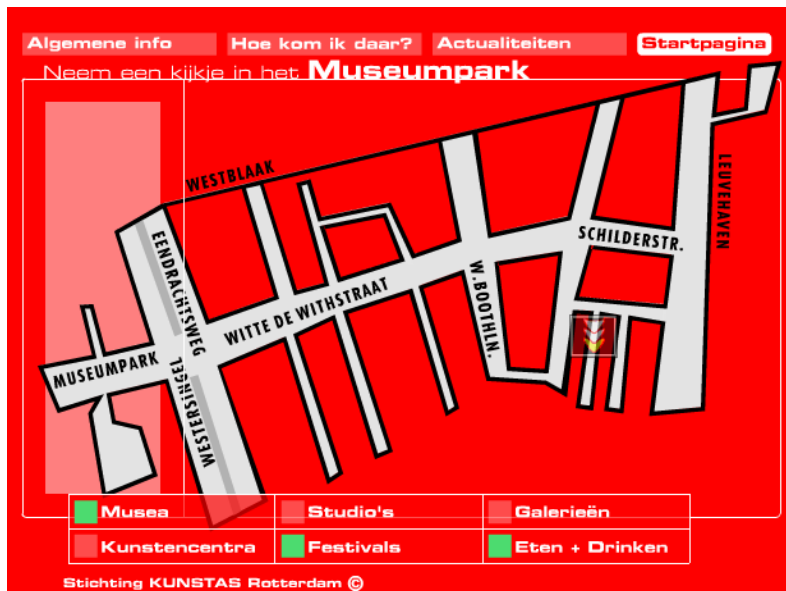 Algemene info Hoe kom ik daar? Actualiteiten Startpagina
Neem een kijkje in het Museumpark
WESTBLAAK
LEUVEHAVEN
EENDRACHTSWEG
SCHILDERSTR.
WITTE DE WITHSTRAAT
W.BOOTHLN.
MUSEUMPARK
WESTERSINGEL
Musea Studio's Galerieën
Kunstencentra Festivals Eten + Drinken
Stichting KUNSTAS Rotterdam ©